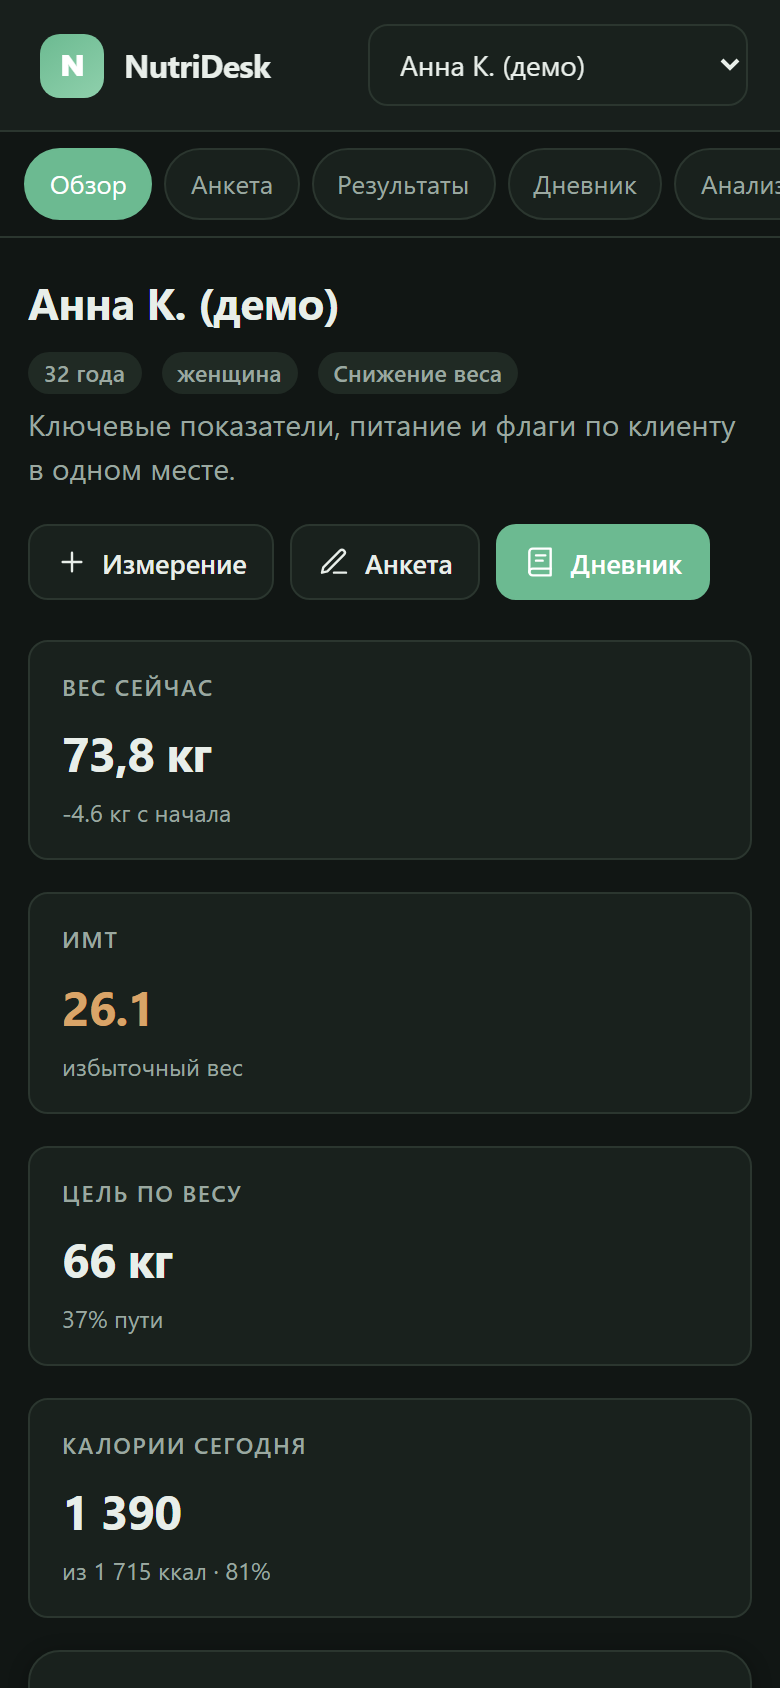 N NutriDesk Анна К. (демо)
Обзор Анкета Результаты Дневник Анализ
Анна К. (демо)
32 года женщина Снижение веса
Ключевые показатели, питание и флаги по клиенту
в одном месте.
Измерение Анкета Дневник
ВЕС СЕЙЧАС
73,8 кг
-4.6 кг с начала
ИМТ
26.1
избыточный вес
ЦЕЛЬ ПО ВЕСУ
66 кг
37% пути
КАЛОРИИ СЕГОДНЯ
1 390
из 1 715 ккал · 81%